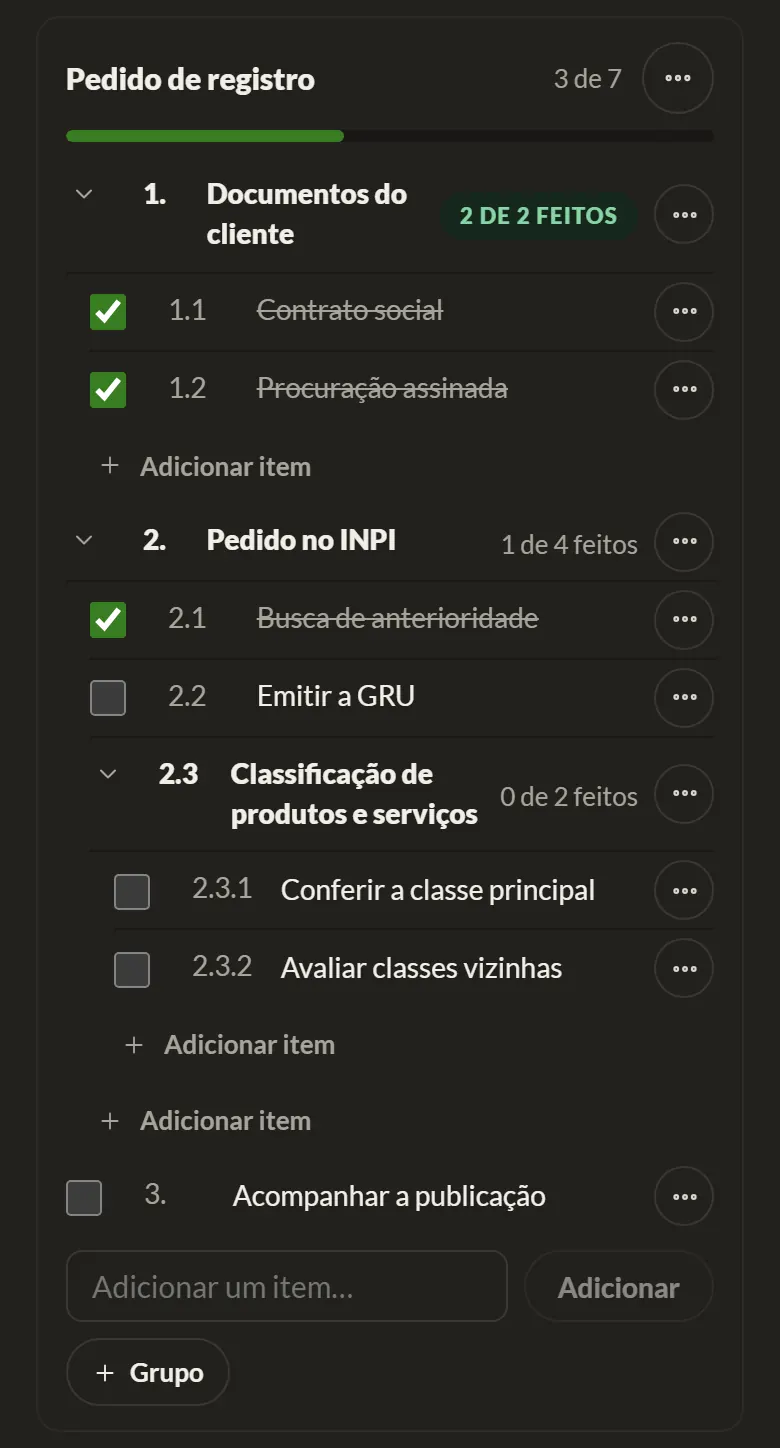 Pedido de registro 3 de 7
1. Documentos do
cliente 2 DE 2 FEITOS
1.1 Contrato social
1.2 Procuração assinada
+ Adicionar item
2. Pedido no INPI 1 de 4 feitos
2.1 Busca de anterioridade
2.2 Emitir a GRU
2.3 Classificação de
produtos e serviços 0 de 2 feitos
2.3.1 Conferir a classe principal
2.3.2 Avaliar classes vizinhas
+ Adicionar item
+ Adicionar item
3. Acompanhar a publicação
Adicionar um item... Adicionar
+ Grupo